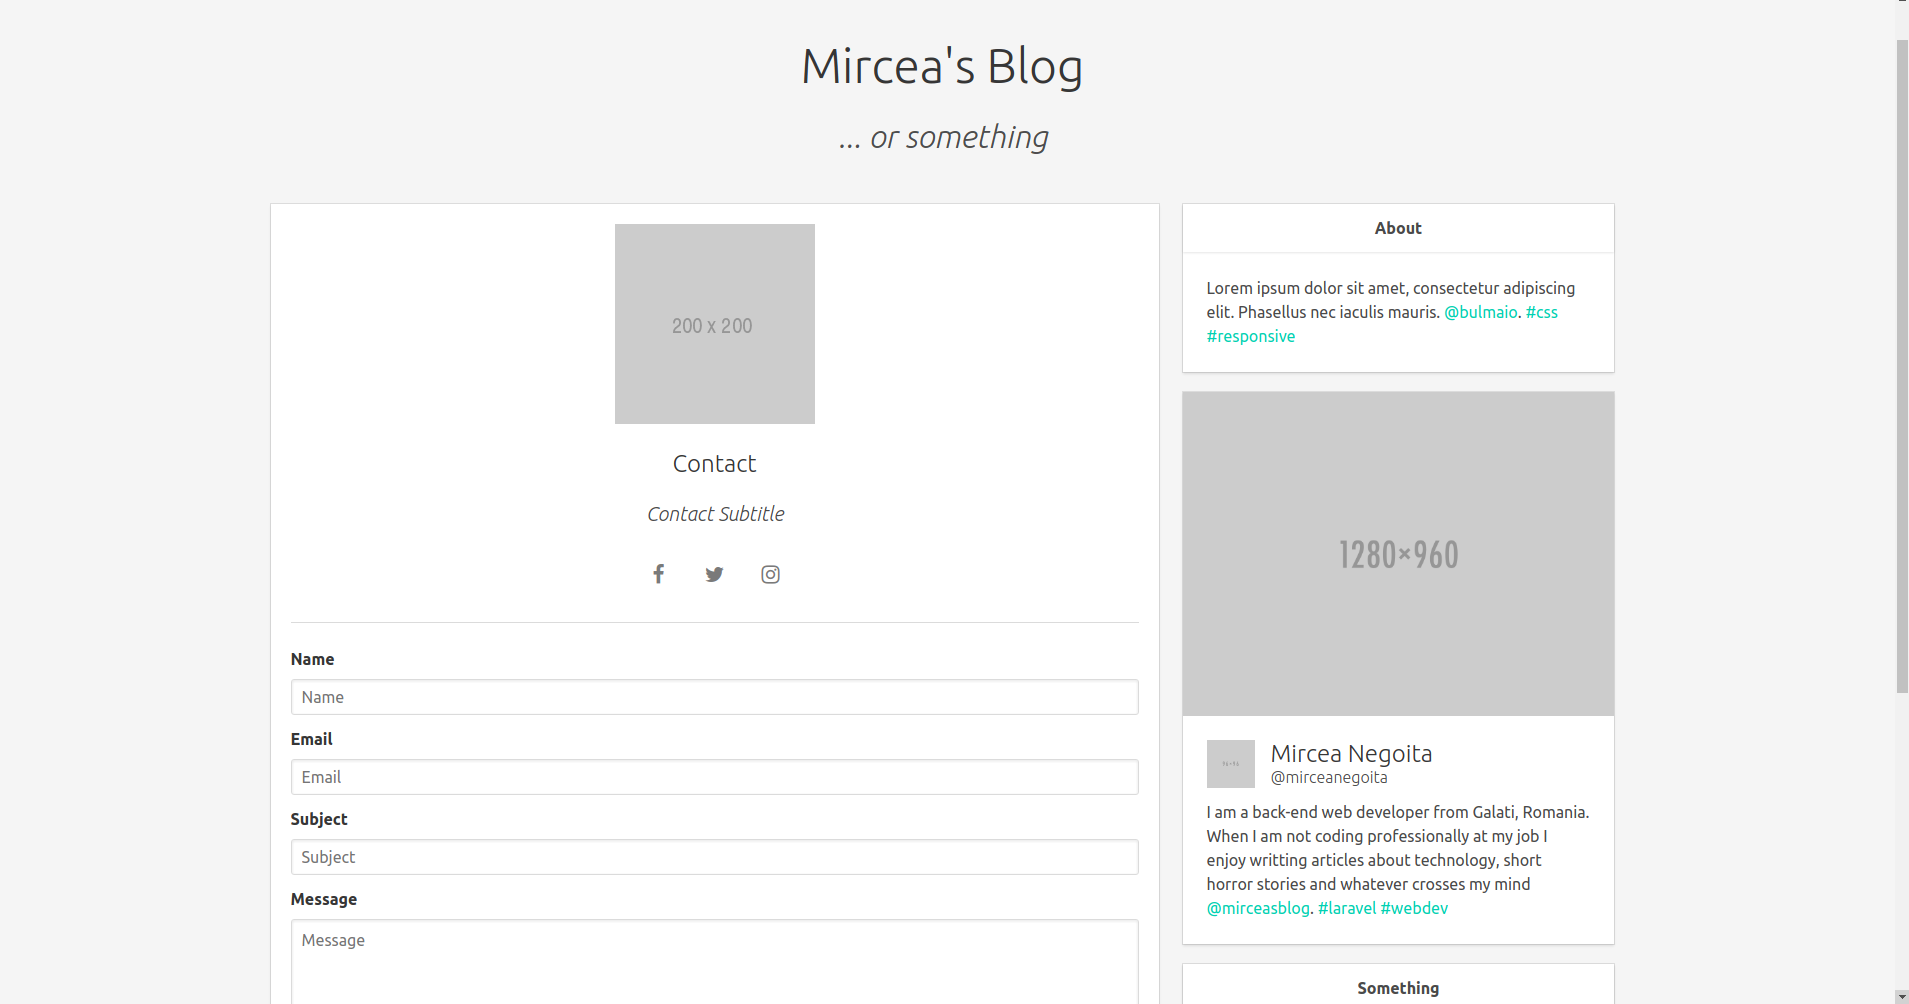 Mircea's Blog
... or something
200 x 200
Contact
Contact Subtitle
Name
Name
Email
Email
Subject
Subject
Message
Message
About
Lorem ipsum dolor sit amet, consectetur adipiscing
elit. Phasellus nec iaculis mauris. @bulmaio. #css
#responsive
1280×960
Mircea Negoita
@mirceanegoita
I am a back-end web developer from Galati, Romania.
When I am not coding professionally at my job I
enjoy writting articles about technology, short
horror stories and whatever crosses my mind
@mirceasblog. #laravel #webdev
Something